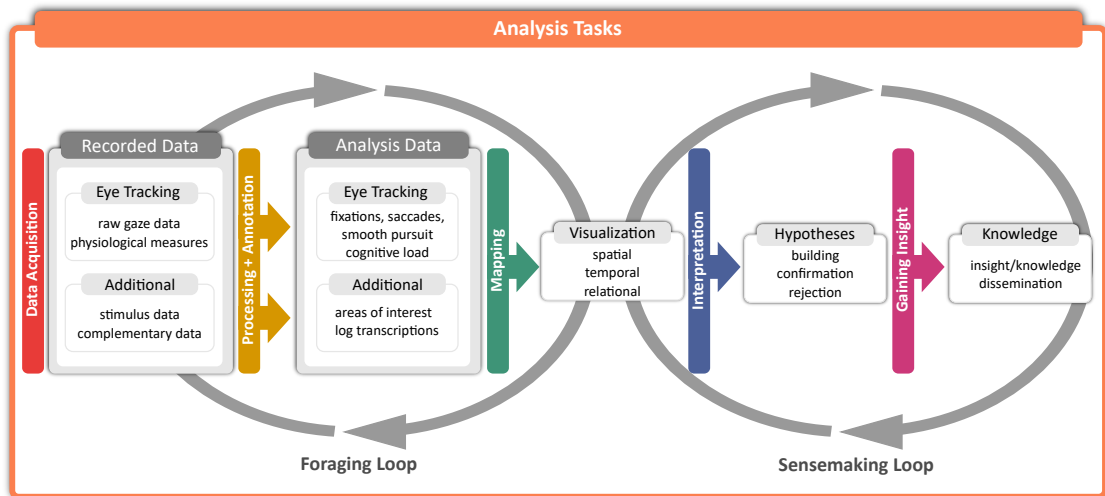 Analysis Tasks
Data Acquisition
Recorded Data
Eye Tracking
raw gaze data
physiological measures
Additional
stimulus data
complementary data
Processing + Annotation
Analysis Data
Eye Tracking
fixations, saccades,
smooth pursuit
cognitive load
Additional
areas of interest
log transcriptions
Mapping
Visualization
spatial
temporal
relational
Interpretation
Hypotheses
building
confirmation
rejection
Gaining Insight
Knowledge
insight/knowledge
dissemination
Foraging Loop
Sensemaking Loop